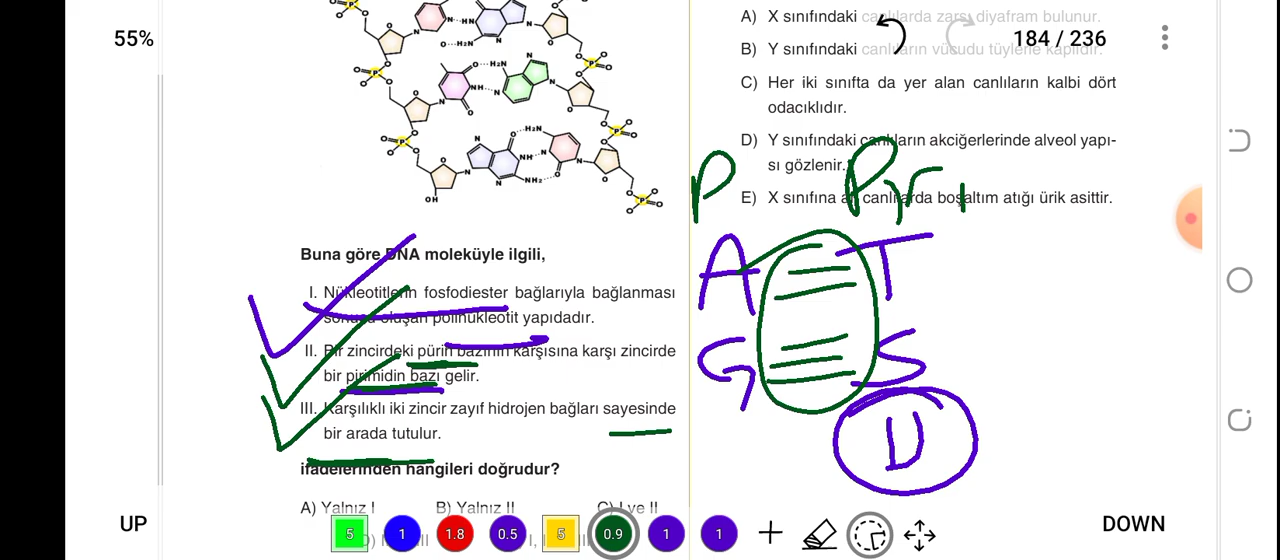 55%
184 / 236
A) X sınıfındaki canlılarda zarsı diyafram bulunur.
B) Y sınıfındaki canlıların vücudu tüylerle kaplıdır.
C) Her iki sınıfta da yer alan canlıların kalbi dört
odacıklıdır.
D) Y sınıfındaki canlıların akciğerlerinde alveol yapı-
sı gözlenir.
E) X sınıfına ait canlılarda boşaltım atığı ürik asittir.
OH
P Pyr
A T
G S
D
Buna göre DNA moleküyle ilgili,
I. Nükleotitlerin fosfodiester bağlarıyla bağlanması
sonucu oluşan polinükleotit yapıdadır.
II. Bir zincirdeki pürin bazının karşısına karşı zincirde
bir pirimidin bazı gelir.
III. Karşılıklı iki zincir zayıf hidrojen bağları sayesinde
bir arada tutulur.
ifadelerinden hangileri doğrudur?
A) Yalnız I B) Yalnız II C) I ve II
UP
5 1 1.8 0.5 5 0.9 1 1
DOWN